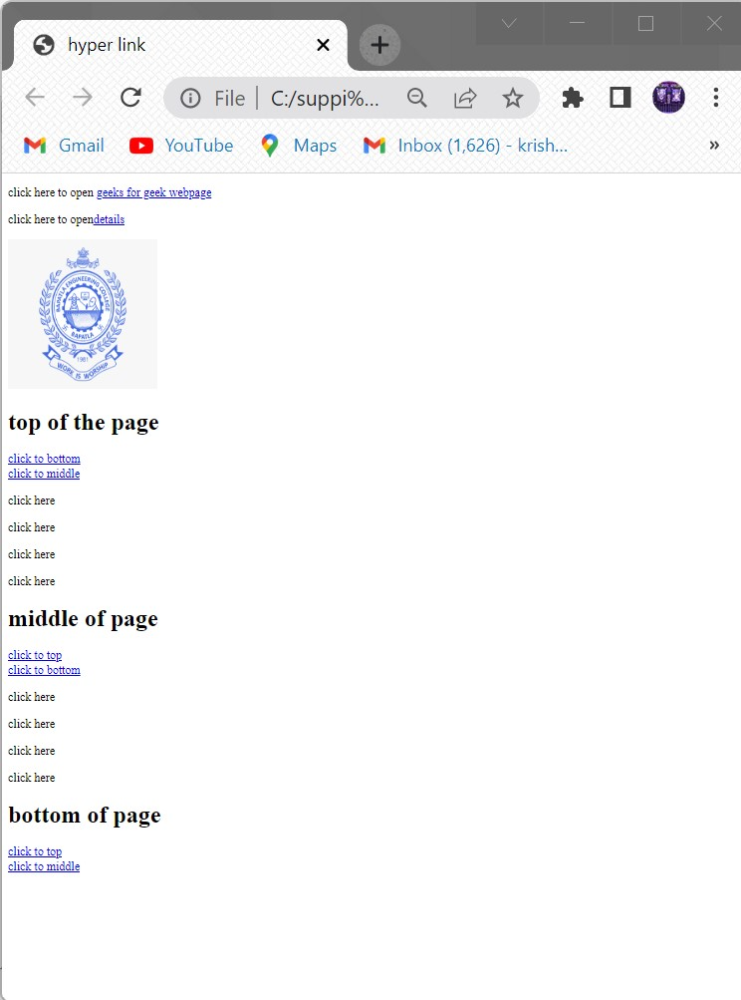 hyper link
File | C:/suppi%...
Gmail YouTube Maps Inbox (1,626) - krish... »
click here to open geeks for geek webpage
click here to opendetails
BAPATLA ENGINEERING COLLEGE
BAPATLA
1981
WORK IS WORSHIP
top of the page
click to bottom
click to middle
click here
click here
click here
click here
middle of page
click to top
click to bottom
click here
click here
click here
click here
bottom of page
click to top
click to middle